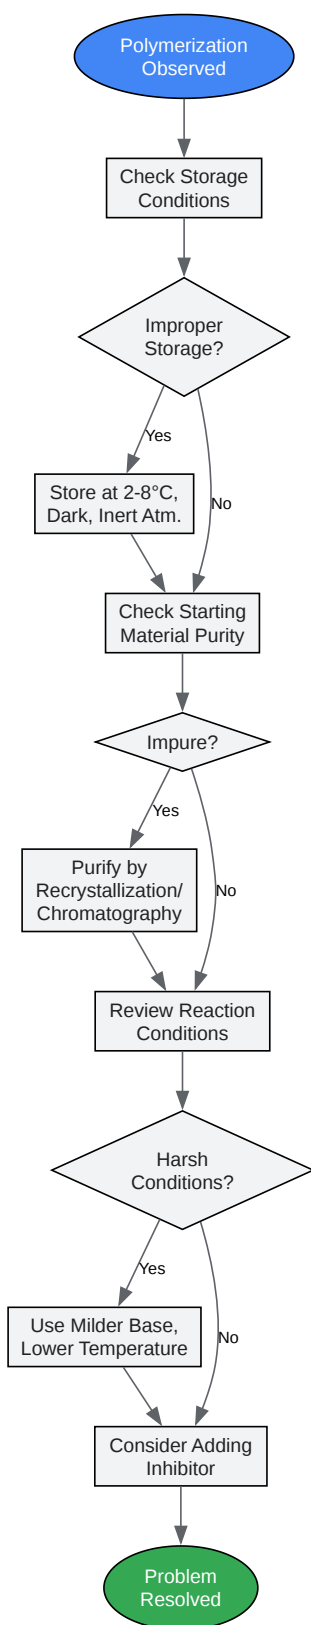 Polymerization
Observed
Check Storage
Conditions
Improper
Storage?
Yes
Store at 2-8°C,
Dark, Inert Atm.
No
Check Starting
Material Purity
Impure?
Yes
Purify by
Recrystallization/
Chromatography
No
Review Reaction
Conditions
Harsh
Conditions?
Yes
Use Milder Base,
Lower Temperature
No
Consider Adding
Inhibitor
Problem
Resolved